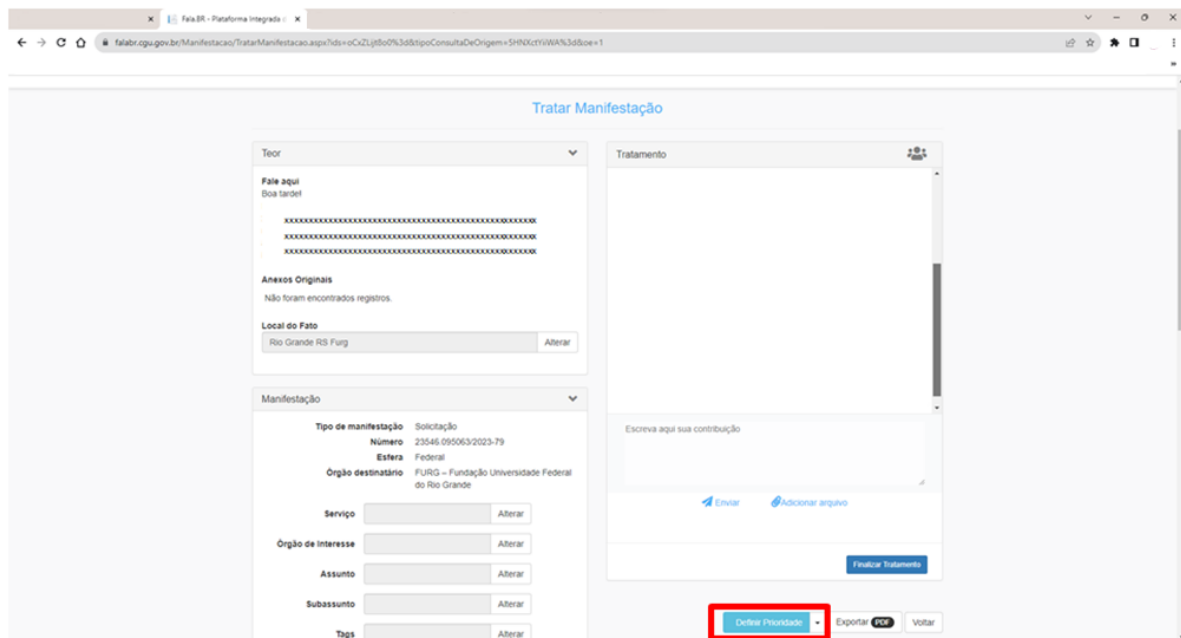 Fala.BR - Plataforma Integrada d
falabr.cgu.gov.br/Manifestacao/TratarManifestacao.aspx?ids=oCxZLijt8o0%3d&tipoConsultaDeOrigem=5HNXctYiiWA%3d&oe=1
Tratar Manifestação
Teor
Fale aqui
Boa tarde!
Anexos Originais
Não foram encontrados registros.
Local do Fato
Rio Grande RS Furg
Alterar
Manifestação
Tipo de manifestação Solicitação
Número 23546.095063/2023-79
Esfera Federal
Órgão destinatário FURG – Fundação Universidade Federal
do Rio Grande
Serviço Alterar
Órgão de Interesse Alterar
Assunto Alterar
Subassunto Alterar
Tags Alterar
Tratamento
Escreva aqui sua contribuição
Enviar Adicionar arquivo
Finalizar Tratamento
Definir Prioridade Exportar PDF Voltar